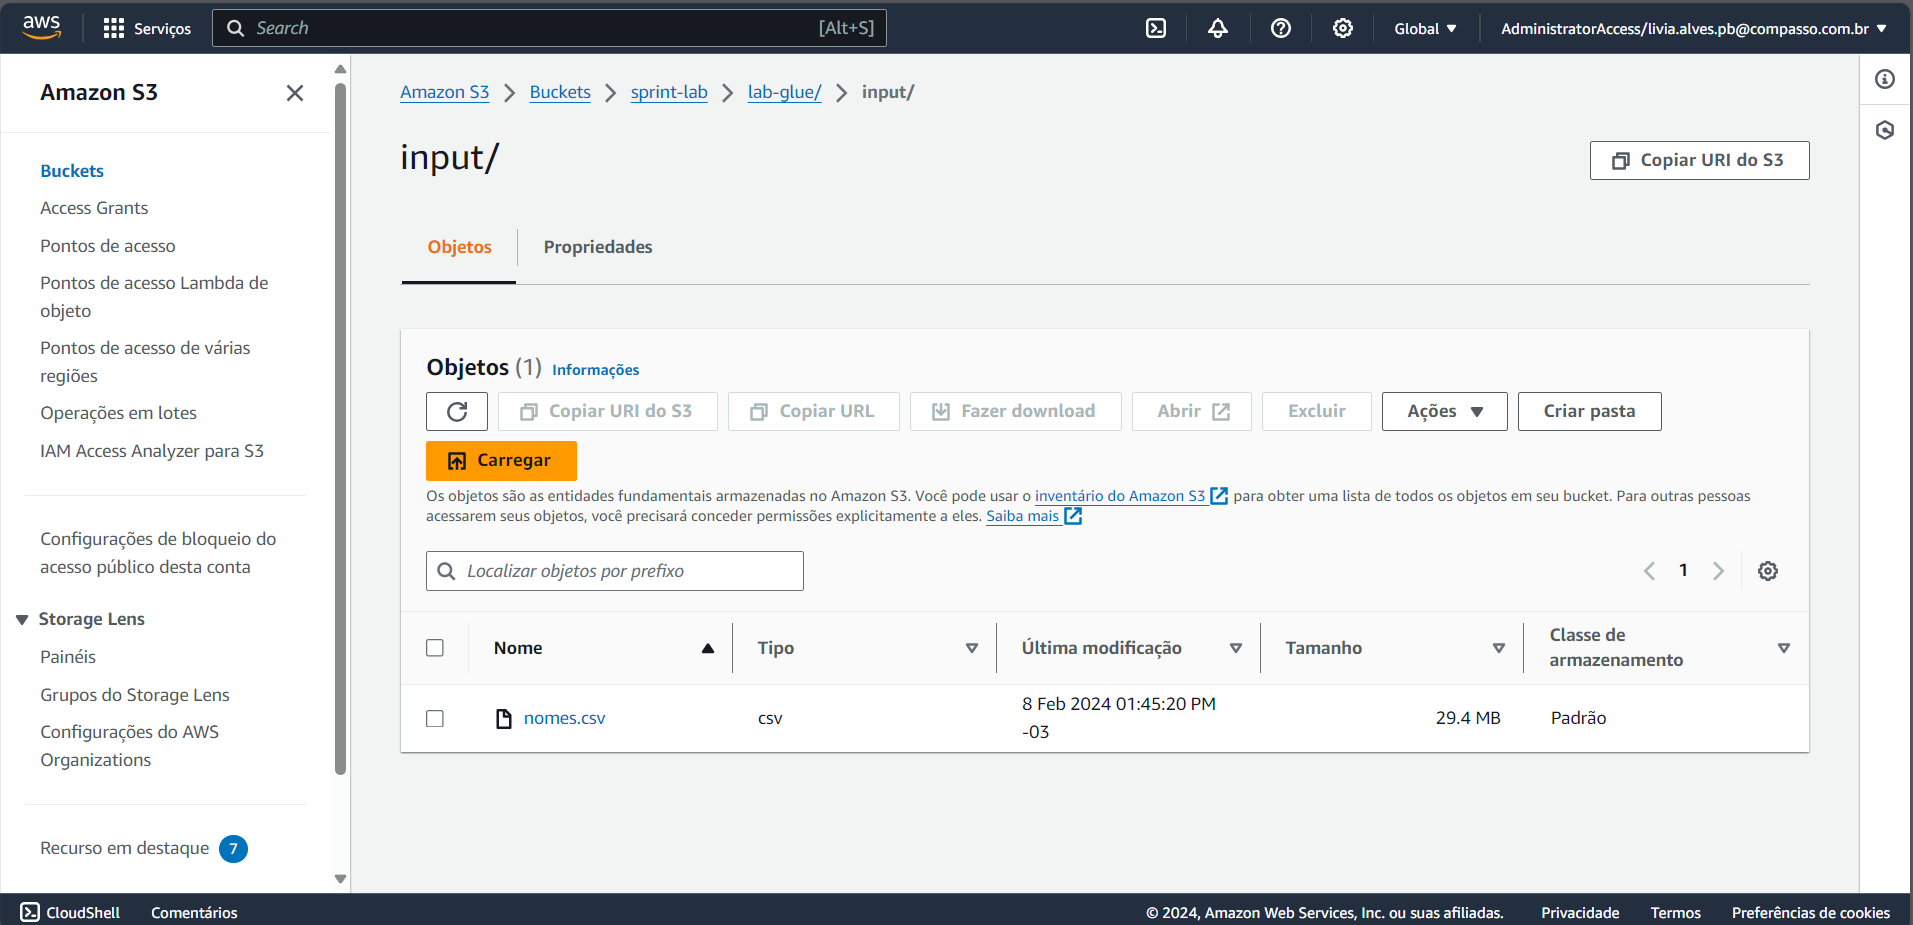 aws
Serviços
Search
[Alt+S]
Global
AdministratorAccess/livia.alves.pb@compasso.com.br
Amazon S3
Buckets
Access Grants
Pontos de acesso
Pontos de acesso Lambda de
objeto
Pontos de acesso de várias
regiões
Operações em lotes
IAM Access Analyzer para S3
Configurações de bloqueio do
acesso público desta conta
Storage Lens
Painéis
Grupos do Storage Lens
Configurações do AWS
Organizations
Recurso em destaque 7
Amazon S3 > Buckets > sprint-lab > lab-glue/ > input/
input/
Copiar URI do S3
Objetos
Propriedades
Objetos (1) Informações
Copiar URI do S3
Copiar URL
Fazer download
Abrir
Excluir
Ações
Criar pasta
Carregar
Os objetos são as entidades fundamentais armazenadas no Amazon S3. Você pode usar o inventário do Amazon S3 para obter uma lista de todos os objetos em seu bucket. Para outras pessoas
acessarem seus objetos, você precisará conceder permissões explicitamente a eles. Saiba mais
Localizar objetos por prefixo
1
Nome
Tipo
Última modificação
Tamanho
Classe de
armazenamento
nomes.csv
csv
8 Feb 2024 01:45:20 PM
-03
29.4 MB
Padrão
CloudShell
Comentários
© 2024, Amazon Web Services, Inc. ou suas afiliadas.
Privacidade
Termos
Preferências de cookies